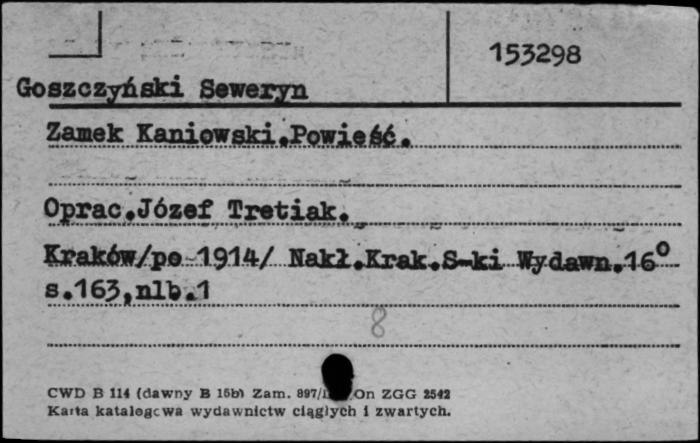 153298
Goszczyński Seweryn
Zamek Kaniowski.Powieść.
Oprac.Józef Tretiak.
Kraków/po 1914/ Nakł.Krak.S-ki Wydawn.16°
s.163,nlb.1
8
CWD B 114 (dawny B 15b) Zam. 897/ On ZGG 2542
Karta katalogowa wydawnictw ciągłych i zwartych.